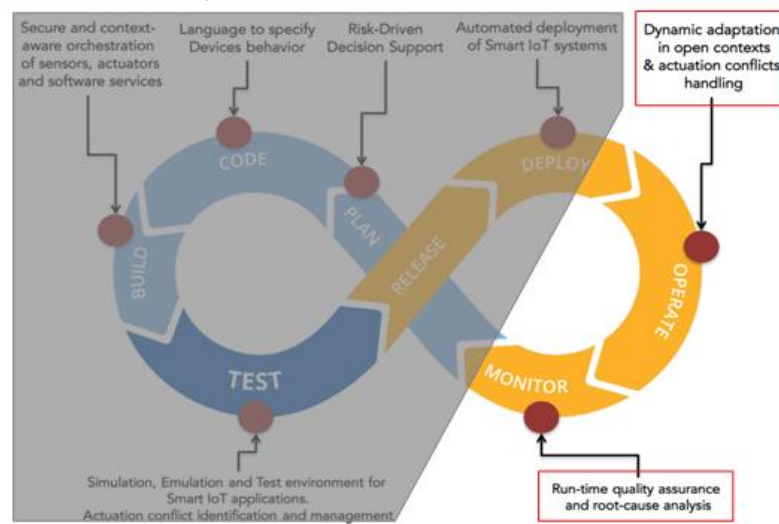 Secure and context-
aware orchestration
of sensors, actuators
and software services
Language to specify
Devices behavior
Risk-Driven
Decision Support
Automated deployment
of Smart IoT systems
Dynamic adaptation
in open contexts
& actuation conflicts
handling
CODE
DEPLOY
PLAN
BUILD
RELEASE
OPERATE
TEST
MONITOR
Simulation, Emulation and Test environment for
Smart IoT applications.
Actuation conflict identification and management
Run-time quality assurance
and root-cause analysis